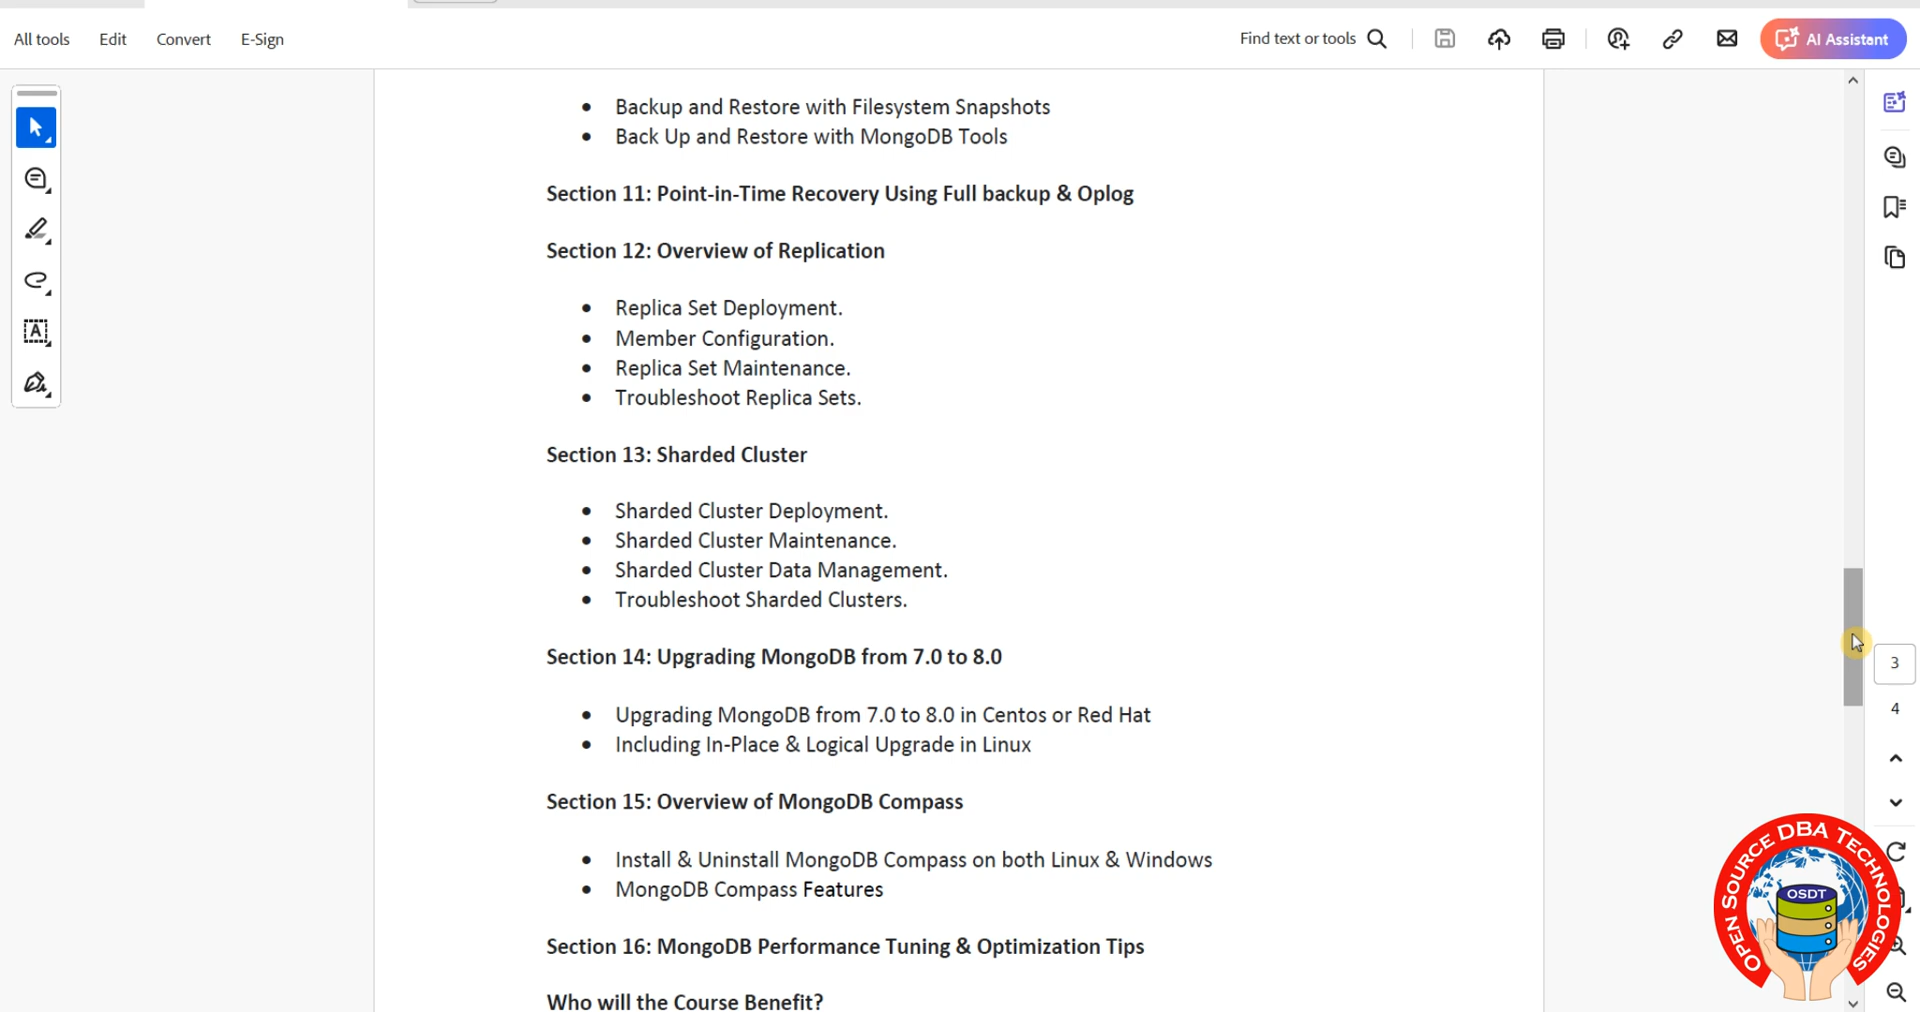 All tools Edit Convert E-Sign Find text or tools AI Assistant
• Backup and Restore with Filesystem Snapshots
• Back Up and Restore with MongoDB Tools
Section 11: Point-in-Time Recovery Using Full backup & Oplog
Section 12: Overview of Replication
• Replica Set Deployment.
• Member Configuration.
• Replica Set Maintenance.
• Troubleshoot Replica Sets.
Section 13: Sharded Cluster
• Sharded Cluster Deployment.
• Sharded Cluster Maintenance.
• Sharded Cluster Data Management.
• Troubleshoot Sharded Clusters.
Section 14: Upgrading MongoDB from 7.0 to 8.0
• Upgrading MongoDB from 7.0 to 8.0 in Centos or Red Hat
• Including In-Place & Logical Upgrade in Linux
Section 15: Overview of MongoDB Compass
• Install & Uninstall MongoDB Compass on both Linux & Windows
• MongoDB Compass Features
Section 16: MongoDB Performance Tuning & Optimization Tips
Who will the Course Benefit?
3
4
OPEN SOURCE DBA TECHNOLOGIES
OSDT